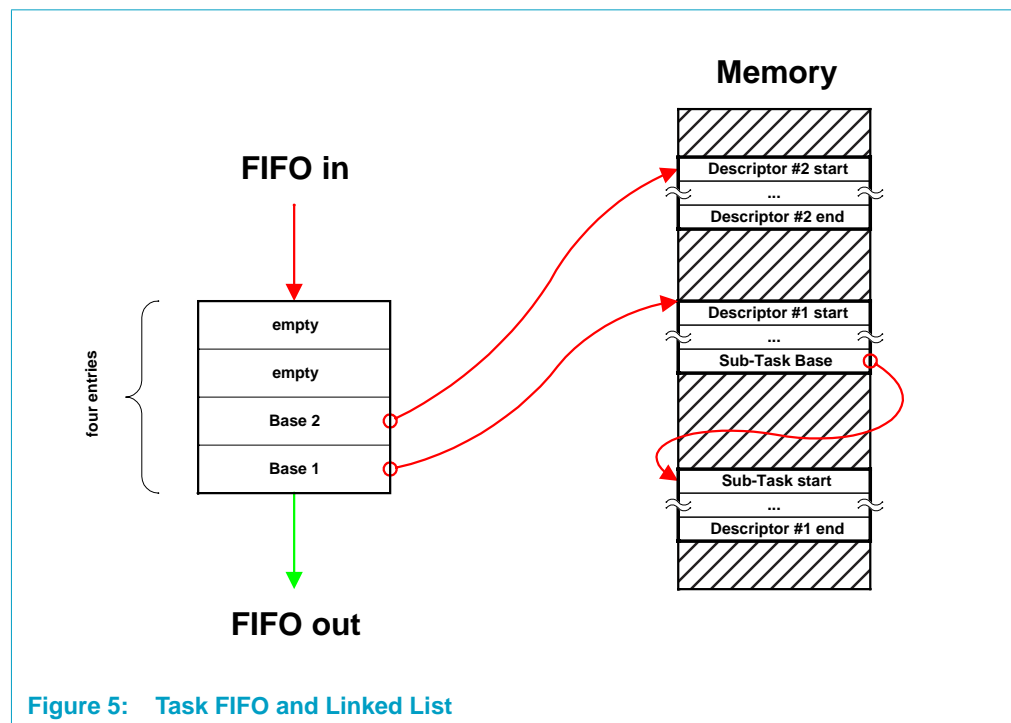 Memory
FIFO in
Descriptor #2 start
...
Descriptor #2 end
four entries
empty
empty
Base 2
Base 1
Descriptor #1 start
...
Sub-Task Base
Sub-Task start
...
Descriptor #1 end
FIFO out
Figure 5: Task FIFO and Linked List